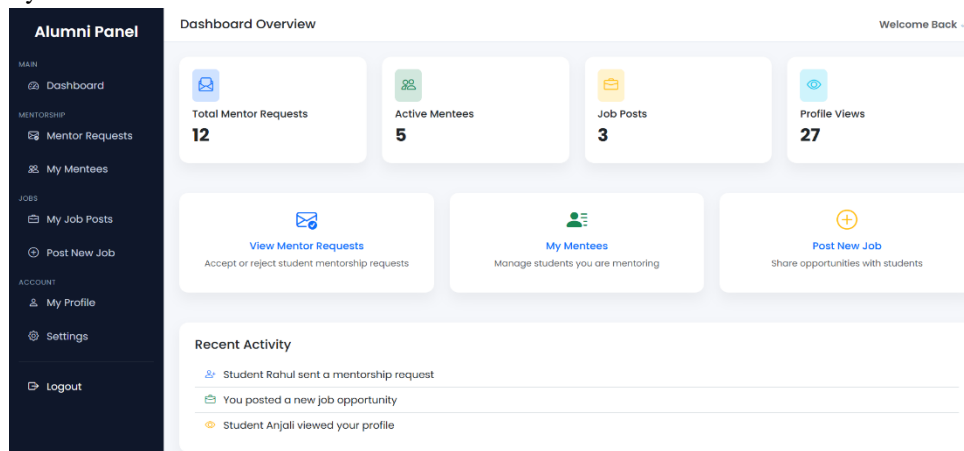 Alumni Panel
MAIN
Dashboard
MENTORSHIP
Mentor Requests
My Mentees
JOBS
My Job Posts
Post New Job
ACCOUNT
My Profile
Settings
Logout
Dashboard Overview
Welcome Back
Total Mentor Requests
12
Active Mentees
5
Job Posts
3
Profile Views
27
View Mentor Requests
Accept or reject student mentorship requests
My Mentees
Manage students you are mentoring
Post New Job
Share opportunities with students
Recent Activity
Student Rahul sent a mentorship request
You posted a new job opportunity
Student Anjali viewed your profile